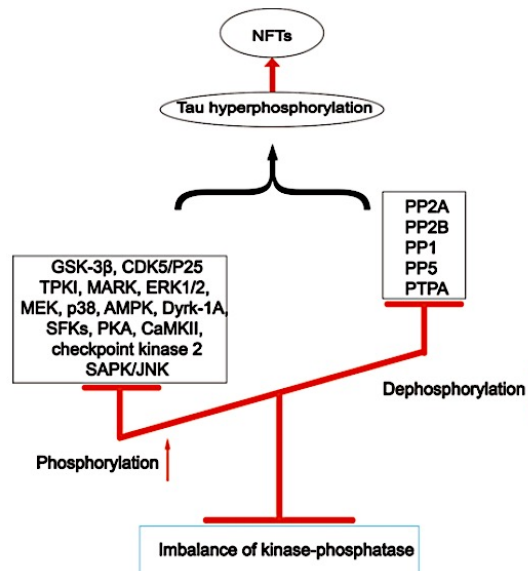 NFTs
Tau hyperphosphorylation
PP2A
PP2B
PP1
PP5
PTPA
GSK-3β, CDK5/P25
TPKI, MARK, ERK1/2,
MEK, p38, AMPK, Dyrk-1A,
SFKs, PKA, CaMKII,
checkpoint kinase 2
SAPK/JNK
Dephosphorylation
Phosphorylation
Imbalance of kinase-phosphatase